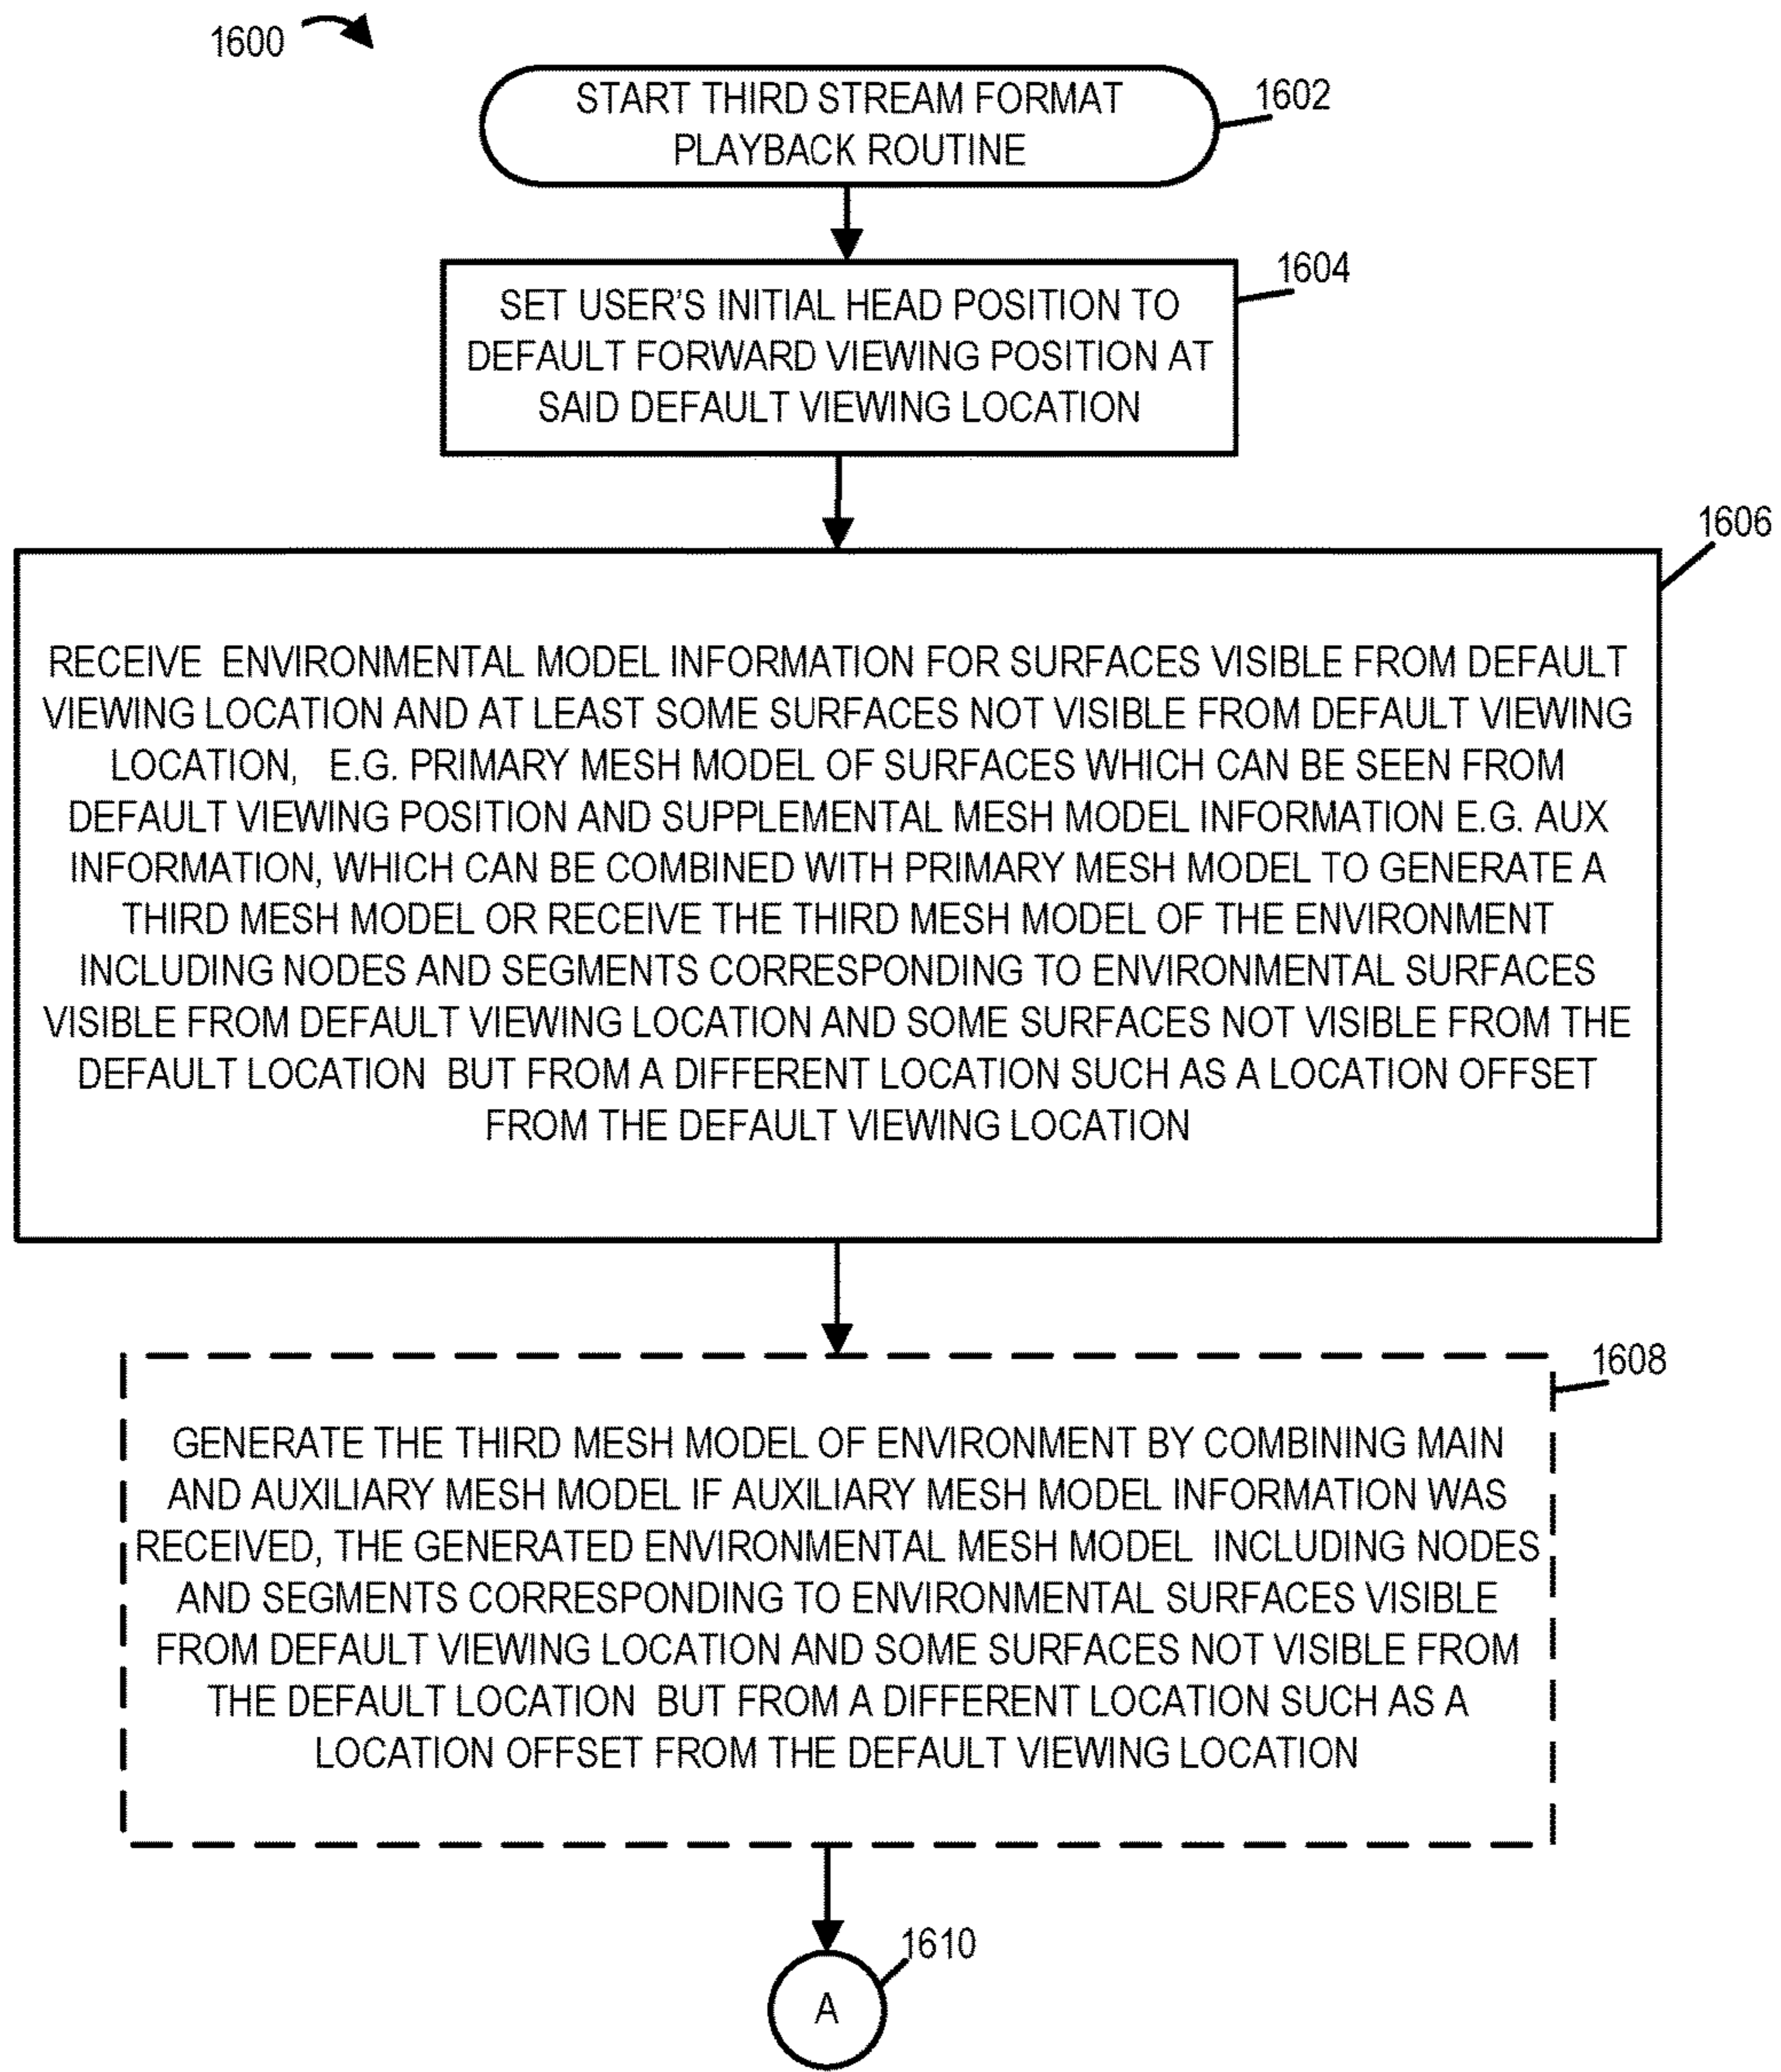 1600
START THIRD STREAM FORMAT
PLAYBACK ROUTINE
1602
SET USER'S INITIAL HEAD POSITION TO
DEFAULT FORWARD VIEWING POSITION AT
SAID DEFAULT VIEWING LOCATION
1604
1606
RECEIVE ENVIRONMENTAL MODEL INFORMATION FOR SURFACES VISIBLE FROM DEFAULT
VIEWING LOCATION AND AT LEAST SOME SURFACES NOT VISIBLE FROM DEFAULT VIEWING
LOCATION, E.G. PRIMARY MESH MODEL OF SURFACES WHICH CAN BE SEEN FROM
DEFAULT VIEWING POSITION AND SUPPLEMENTAL MESH MODEL INFORMATION E.G. AUX
INFORMATION, WHICH CAN BE COMBINED WITH PRIMARY MESH MODEL TO GENERATE A
THIRD MESH MODEL OR RECEIVE THE THIRD MESH MODEL OF THE ENVIRONMENT
INCLUDING NODES AND SEGMENTS CORRESPONDING TO ENVIRONMENTAL SURFACES
VISIBLE FROM DEFAULT VIEWING LOCATION AND SOME SURFACES NOT VISIBLE FROM THE
DEFAULT LOCATION BUT FROM A DIFFERENT LOCATION SUCH AS A LOCATION OFFSET
FROM THE DEFAULT VIEWING LOCATION
1608
GENERATE THE THIRD MESH MODEL OF ENVIRONMENT BY COMBINING MAIN
AND AUXILIARY MESH MODEL IF AUXILIARY MESH MODEL INFORMATION WAS
RECEIVED, THE GENERATED ENVIRONMENTAL MESH MODEL INCLUDING NODES
AND SEGMENTS CORRESPONDING TO ENVIRONMENTAL SURFACES VISIBLE
FROM DEFAULT VIEWING LOCATION AND SOME SURFACES NOT VISIBLE FROM
THE DEFAULT LOCATION BUT FROM A DIFFERENT LOCATION SUCH AS A
LOCATION OFFSET FROM THE DEFAULT VIEWING LOCATION
1610
A